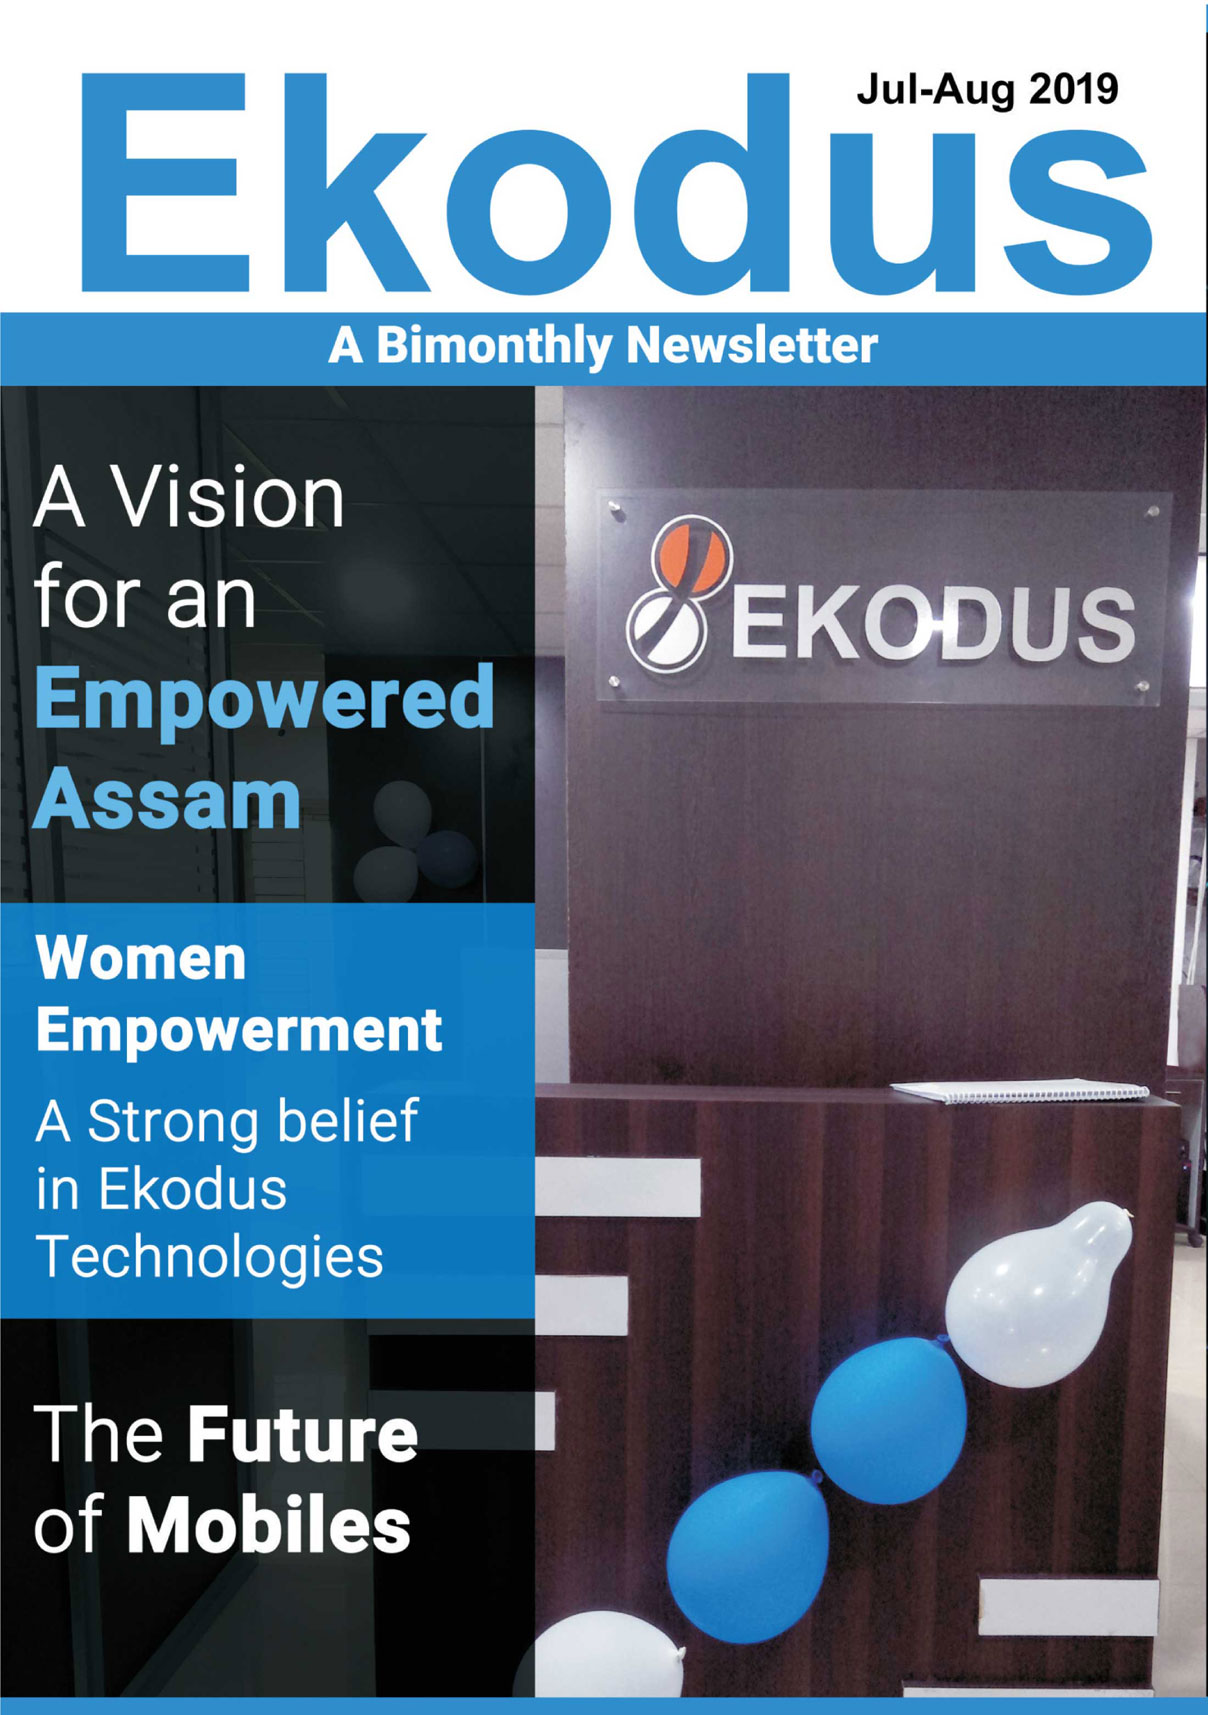 Jul-Aug 2019
Ekodus
A Bimonthly Newsletter
A Vision
for an
Empowered
Assam
EKODUS
Women
Empowerment
A Strong belief
in Ekodus
Technologies
The Future
of Mobiles